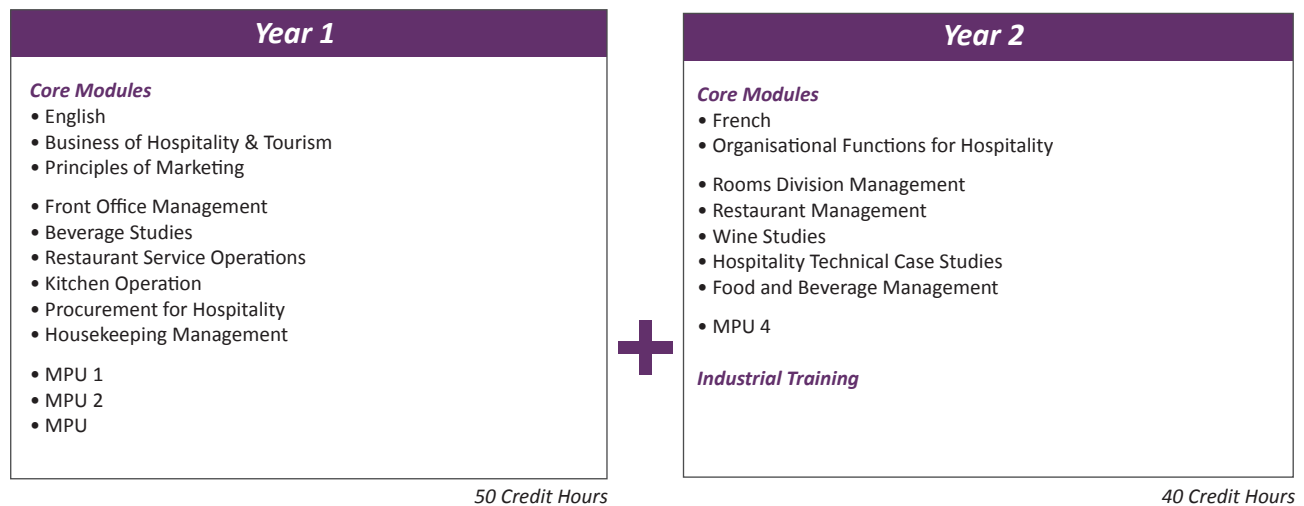 Year 1
Core Modules
• English
• Business of Hospitality & Tourism
• Principles of Marketing
• Front Office Management
• Beverage Studies
• Restaurant Service Operations
• Kitchen Operation
• Procurement for Hospitality
• Housekeeping Management
• MPU 1
• MPU 2
• MPU
50 Credit Hours
Year 2
Core Modules
• French
• Organisational Functions for Hospitality
• Rooms Division Management
• Restaurant Management
• Wine Studies
• Hospitality Technical Case Studies
• Food and Beverage Management
• MPU 4
Industrial Training
40 Credit Hours